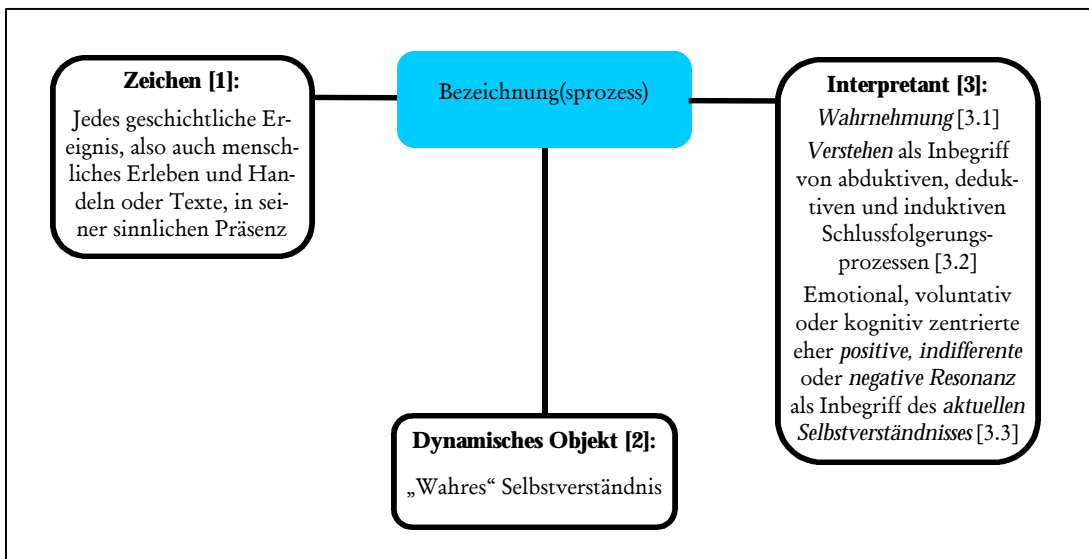 Zeichen [1]:
Jedes geschichtliche Er-
eignis, also auch mensch-
liches Erleben und Han-
deln oder Texte, in sei-
ner sinnlichen Präsenz
Bezeichnung(sprozess)
Interpretant [3]:
Wahrnehmung [3.1]
Verstehen als Inbegriff
von abduktiven, deduk-
tiven und induktiven
Schlussfolgerungs-
prozessen [3.2]
Emotional, voluntativ
oder kognitiv zentrierte
eher positive, indifferente
oder negative Resonanz
als Inbegriff des aktuellen
Selbstverständnisses [3.3]
Dynamisches Objekt [2]:
„Wahres“ Selbstverständnis